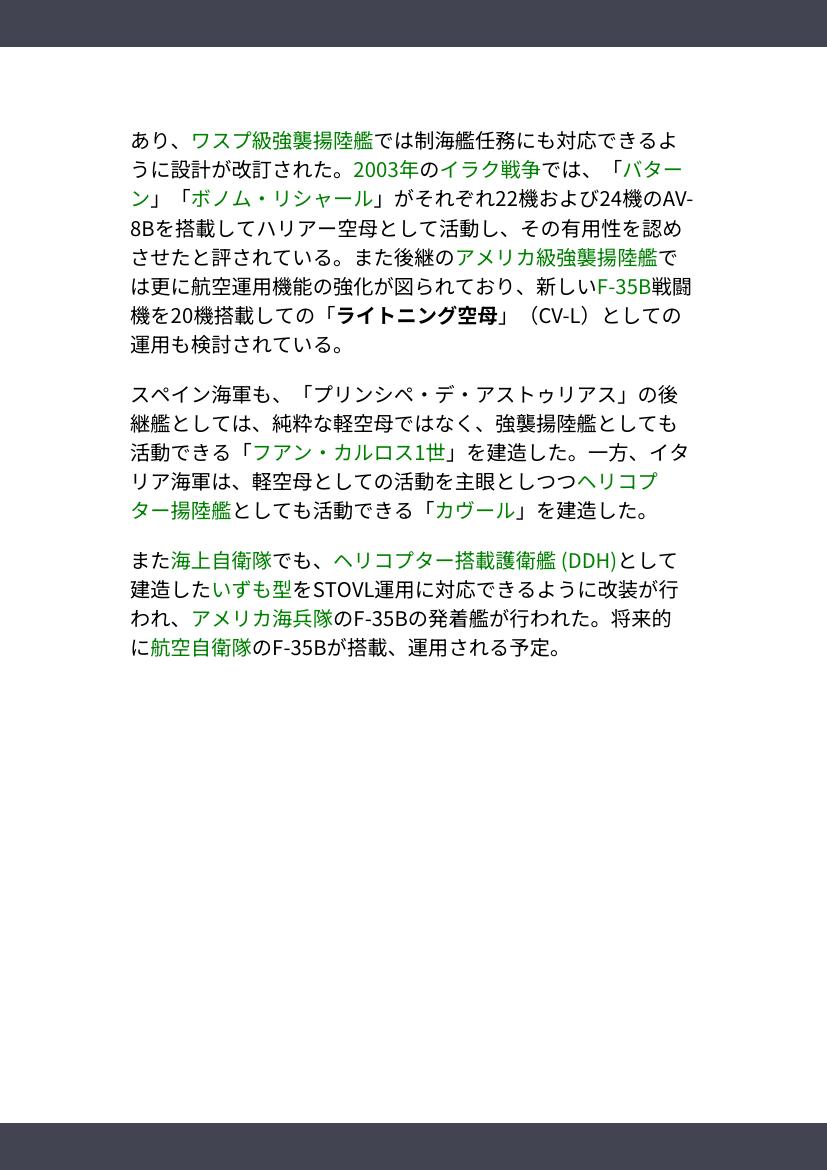 あり、ワスプ級強襲揚陸艦では制海艦任務にも対応できるよ
うに設計が改訂された。2003年のイラク戦争では、「バター
ン」「ボノム・リシャール」がそれぞれ22機および24機のAV-
8Bを搭載してハリアー空母として活動し、その有用性を認め
させたと評されている。また後継のアメリカ級強襲揚陸艦で
は更に航空運用機能の強化が図られており、新しいF-35B戦闘
機を20機搭載しての「ライトニング空母」（CV-L）としての
運用も検討されている。
スペイン海軍も、「プリンシペ・デ・アストゥリアス」の後
継艦としては、純粋な軽空母ではなく、強襲揚陸艦としても
活動できる「フアン・カルロス1世」を建造した。一方、イタ
リア海軍は、軽空母としての活動を主眼としつつヘリコプ
ター揚陸艦としても活動できる「カヴール」を建造した。
また海上自衛隊でも、ヘリコプター搭載護衛艦 (DDH)として
建造したいずも型をSTOVL運用に対応できるように改装が行
われ、アメリカ海兵隊のF-35Bの発着艦が行われた。将来的
に航空自衛隊のF-35Bが搭載、運用される予定。